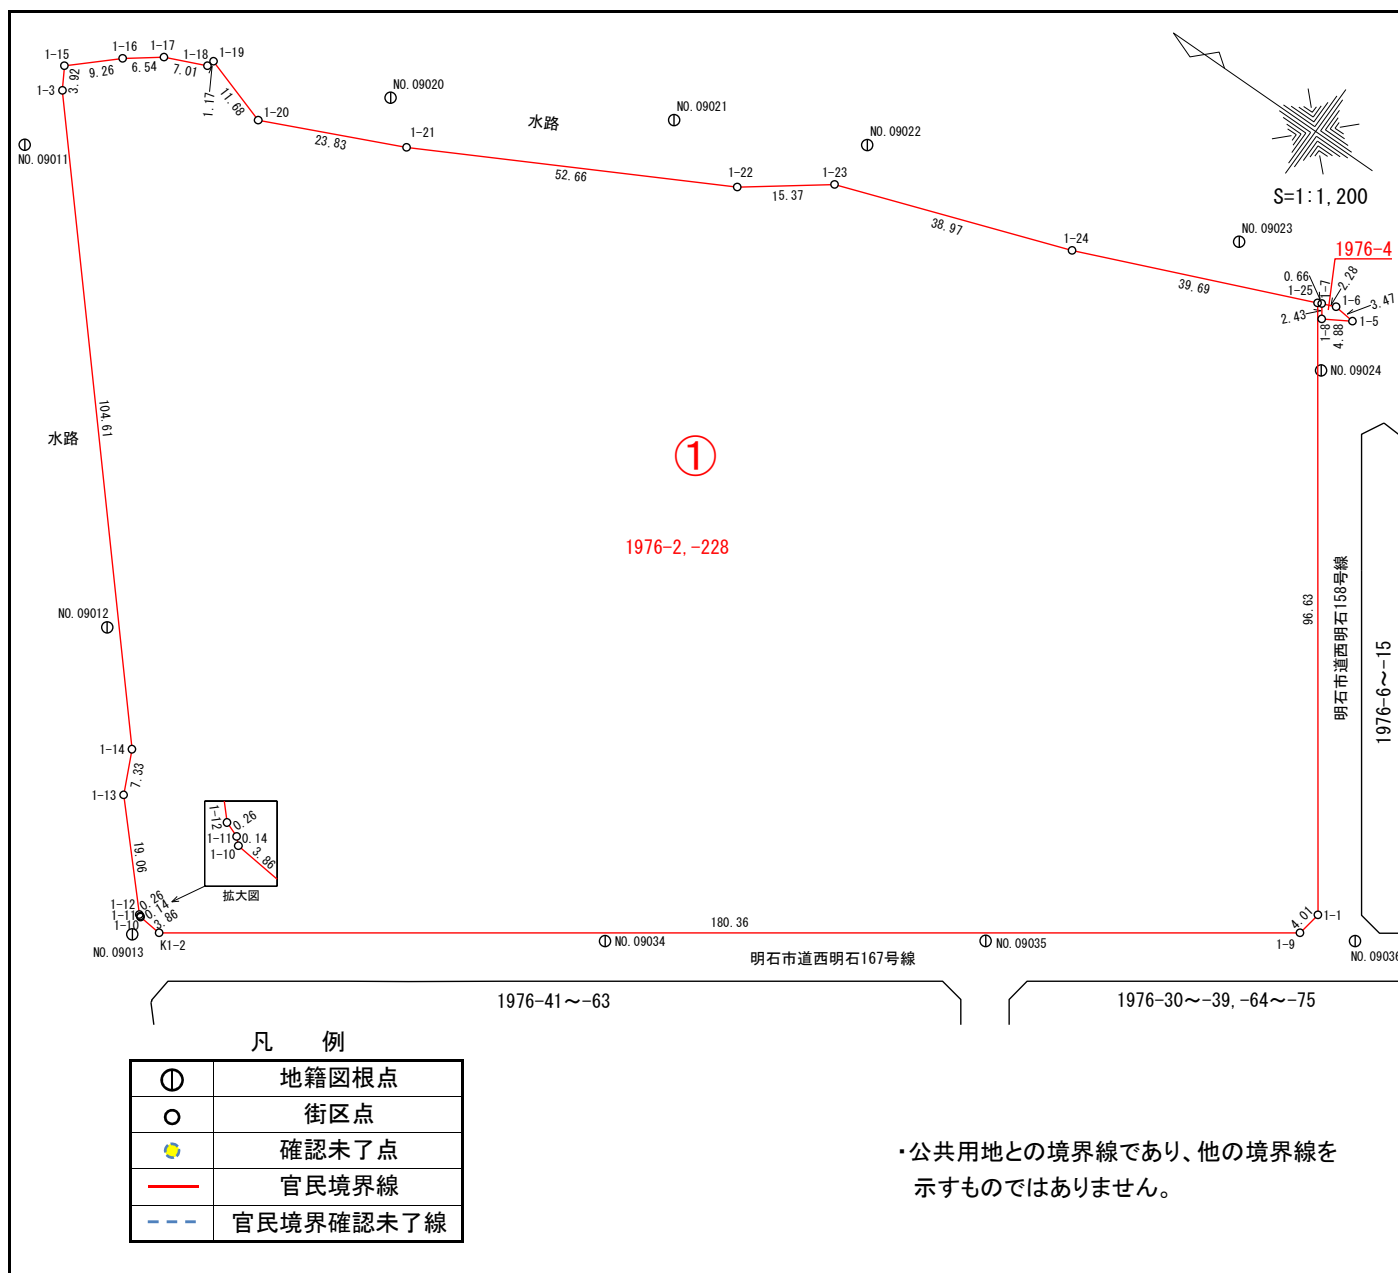 1-15
1-16
1-17
1-18
1-19
9.26
6.54
7.01
3.92
1-3
1.17
11.68
1-20
NO.09020
NO.09021
水路
NO.09022
1-21
23.83
NO.09011
52.66
1-22
1-23
15.37
S=1:1,200
38.97
1-24
NO.09023
1976-4
39.69
0.66
1-25
1-7
2.28
1-6
3.47
1-5
2.43
1-8
4.88
NO.09024
104.61
水路
①
1976-2,-228
96.63
明石市道西明石158号線
1976-6～-15
NO.09012
1-14
7.33
1-13
19.06
1-12
0.26
1-11
0.14
1-10
3.86
拡大図
1-12
0.26
1-11
0.14
1-10
3.86
NO.09013
K1-2
180.36
NO.09034
NO.09035
4.01
1-1
1-9
NO.09036
明石市道西明石167号線
1976-41～-63
1976-30～-39,-64～-75
凡 例
地籍図根点
街区点
確認未了点
官民境界線
官民境界確認未了線
・公共用地との境界線であり、他の境界線を
示すものではありません。